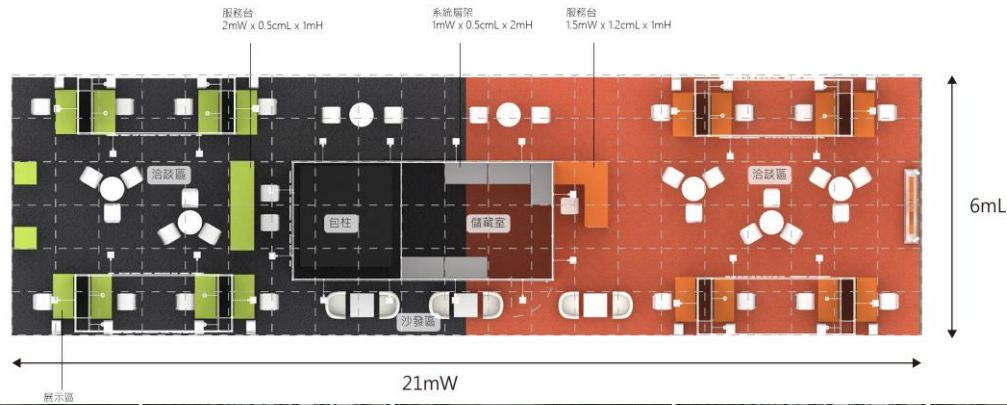 服務台
2mW x 0.5cmL x 1mH
系統層架
1mW x 0.5cmL x 2mH
服務台
1.5mW x 1.2cmL x 1mH
洽談區
包柱
儲藏室
洽談區
6mL
沙發區
21mW
展示區